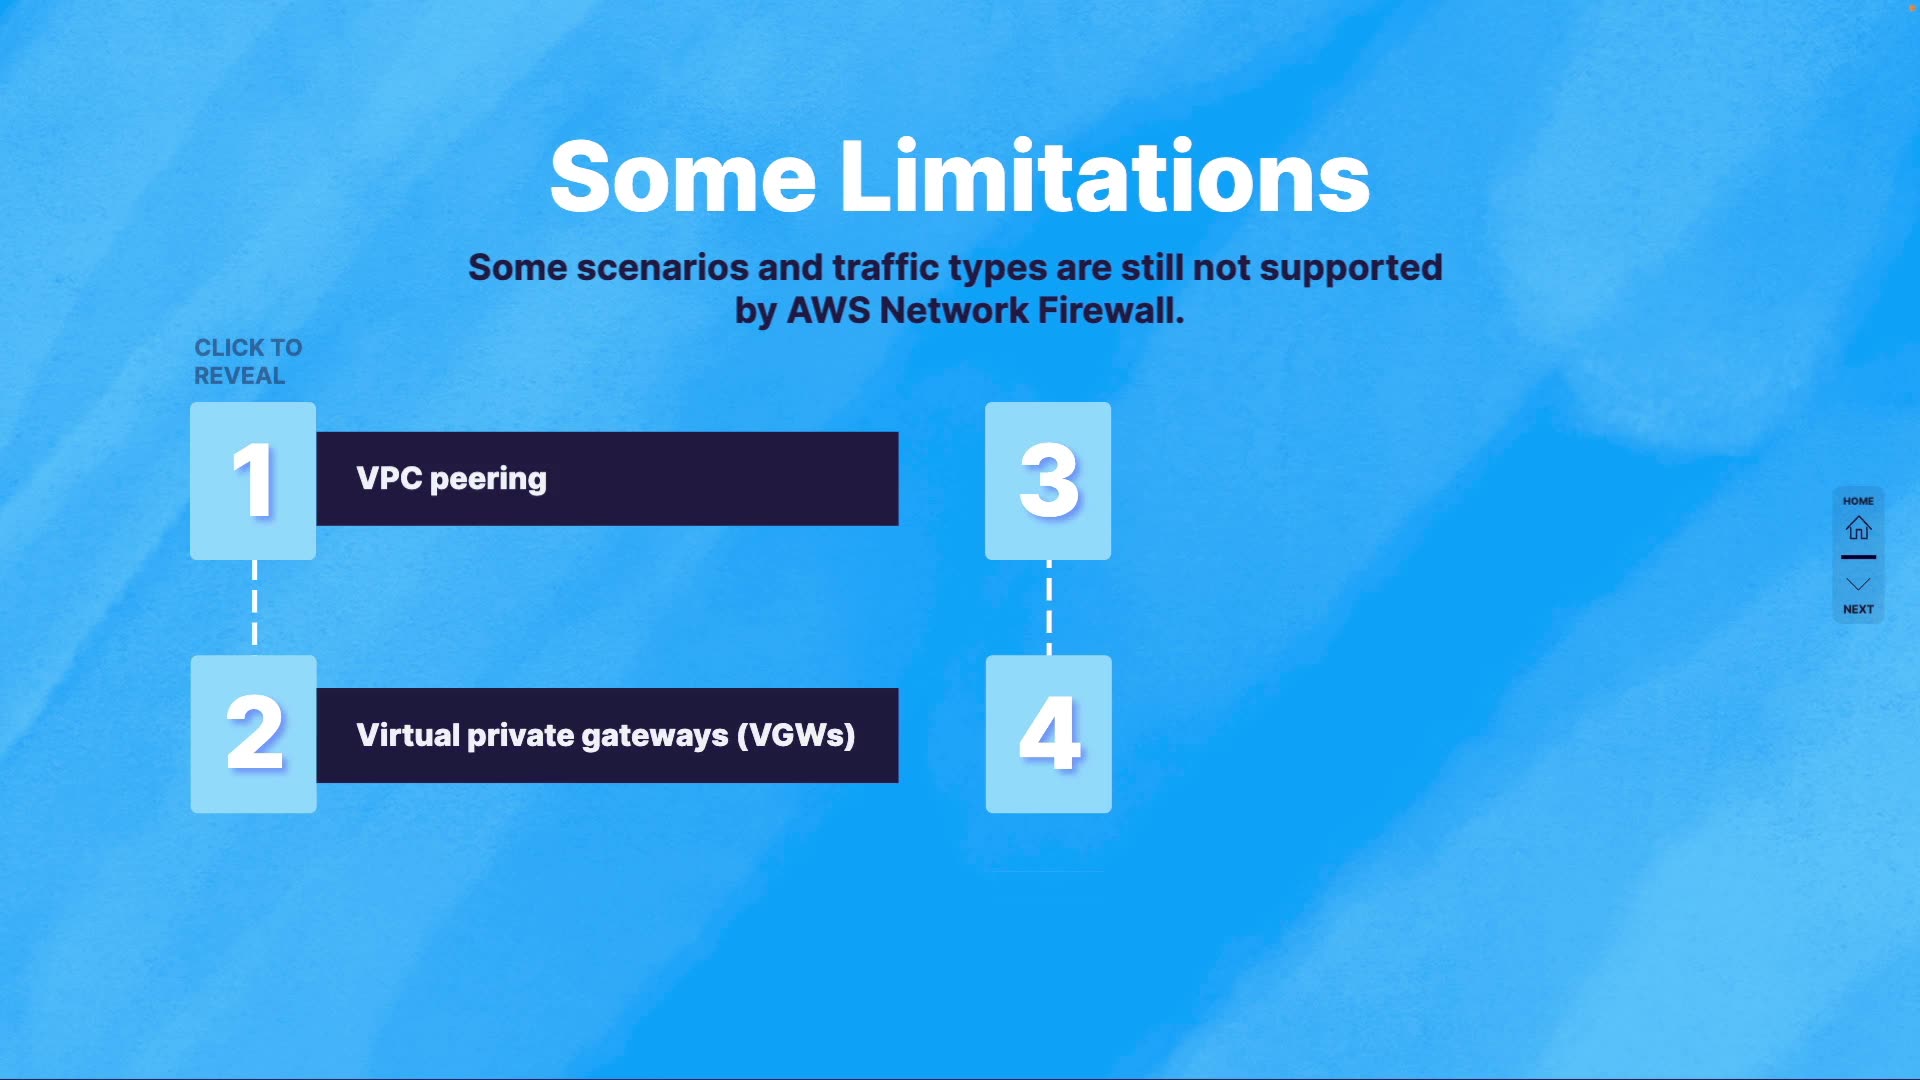 Some Limitations
Some scenarios and traffic types are still not supported
by AWS Network Firewall.
CLICK TO
REVEAL
1
VPC peering
2
Virtual private gateways (VGWs)
3
4
HOME
NEXT